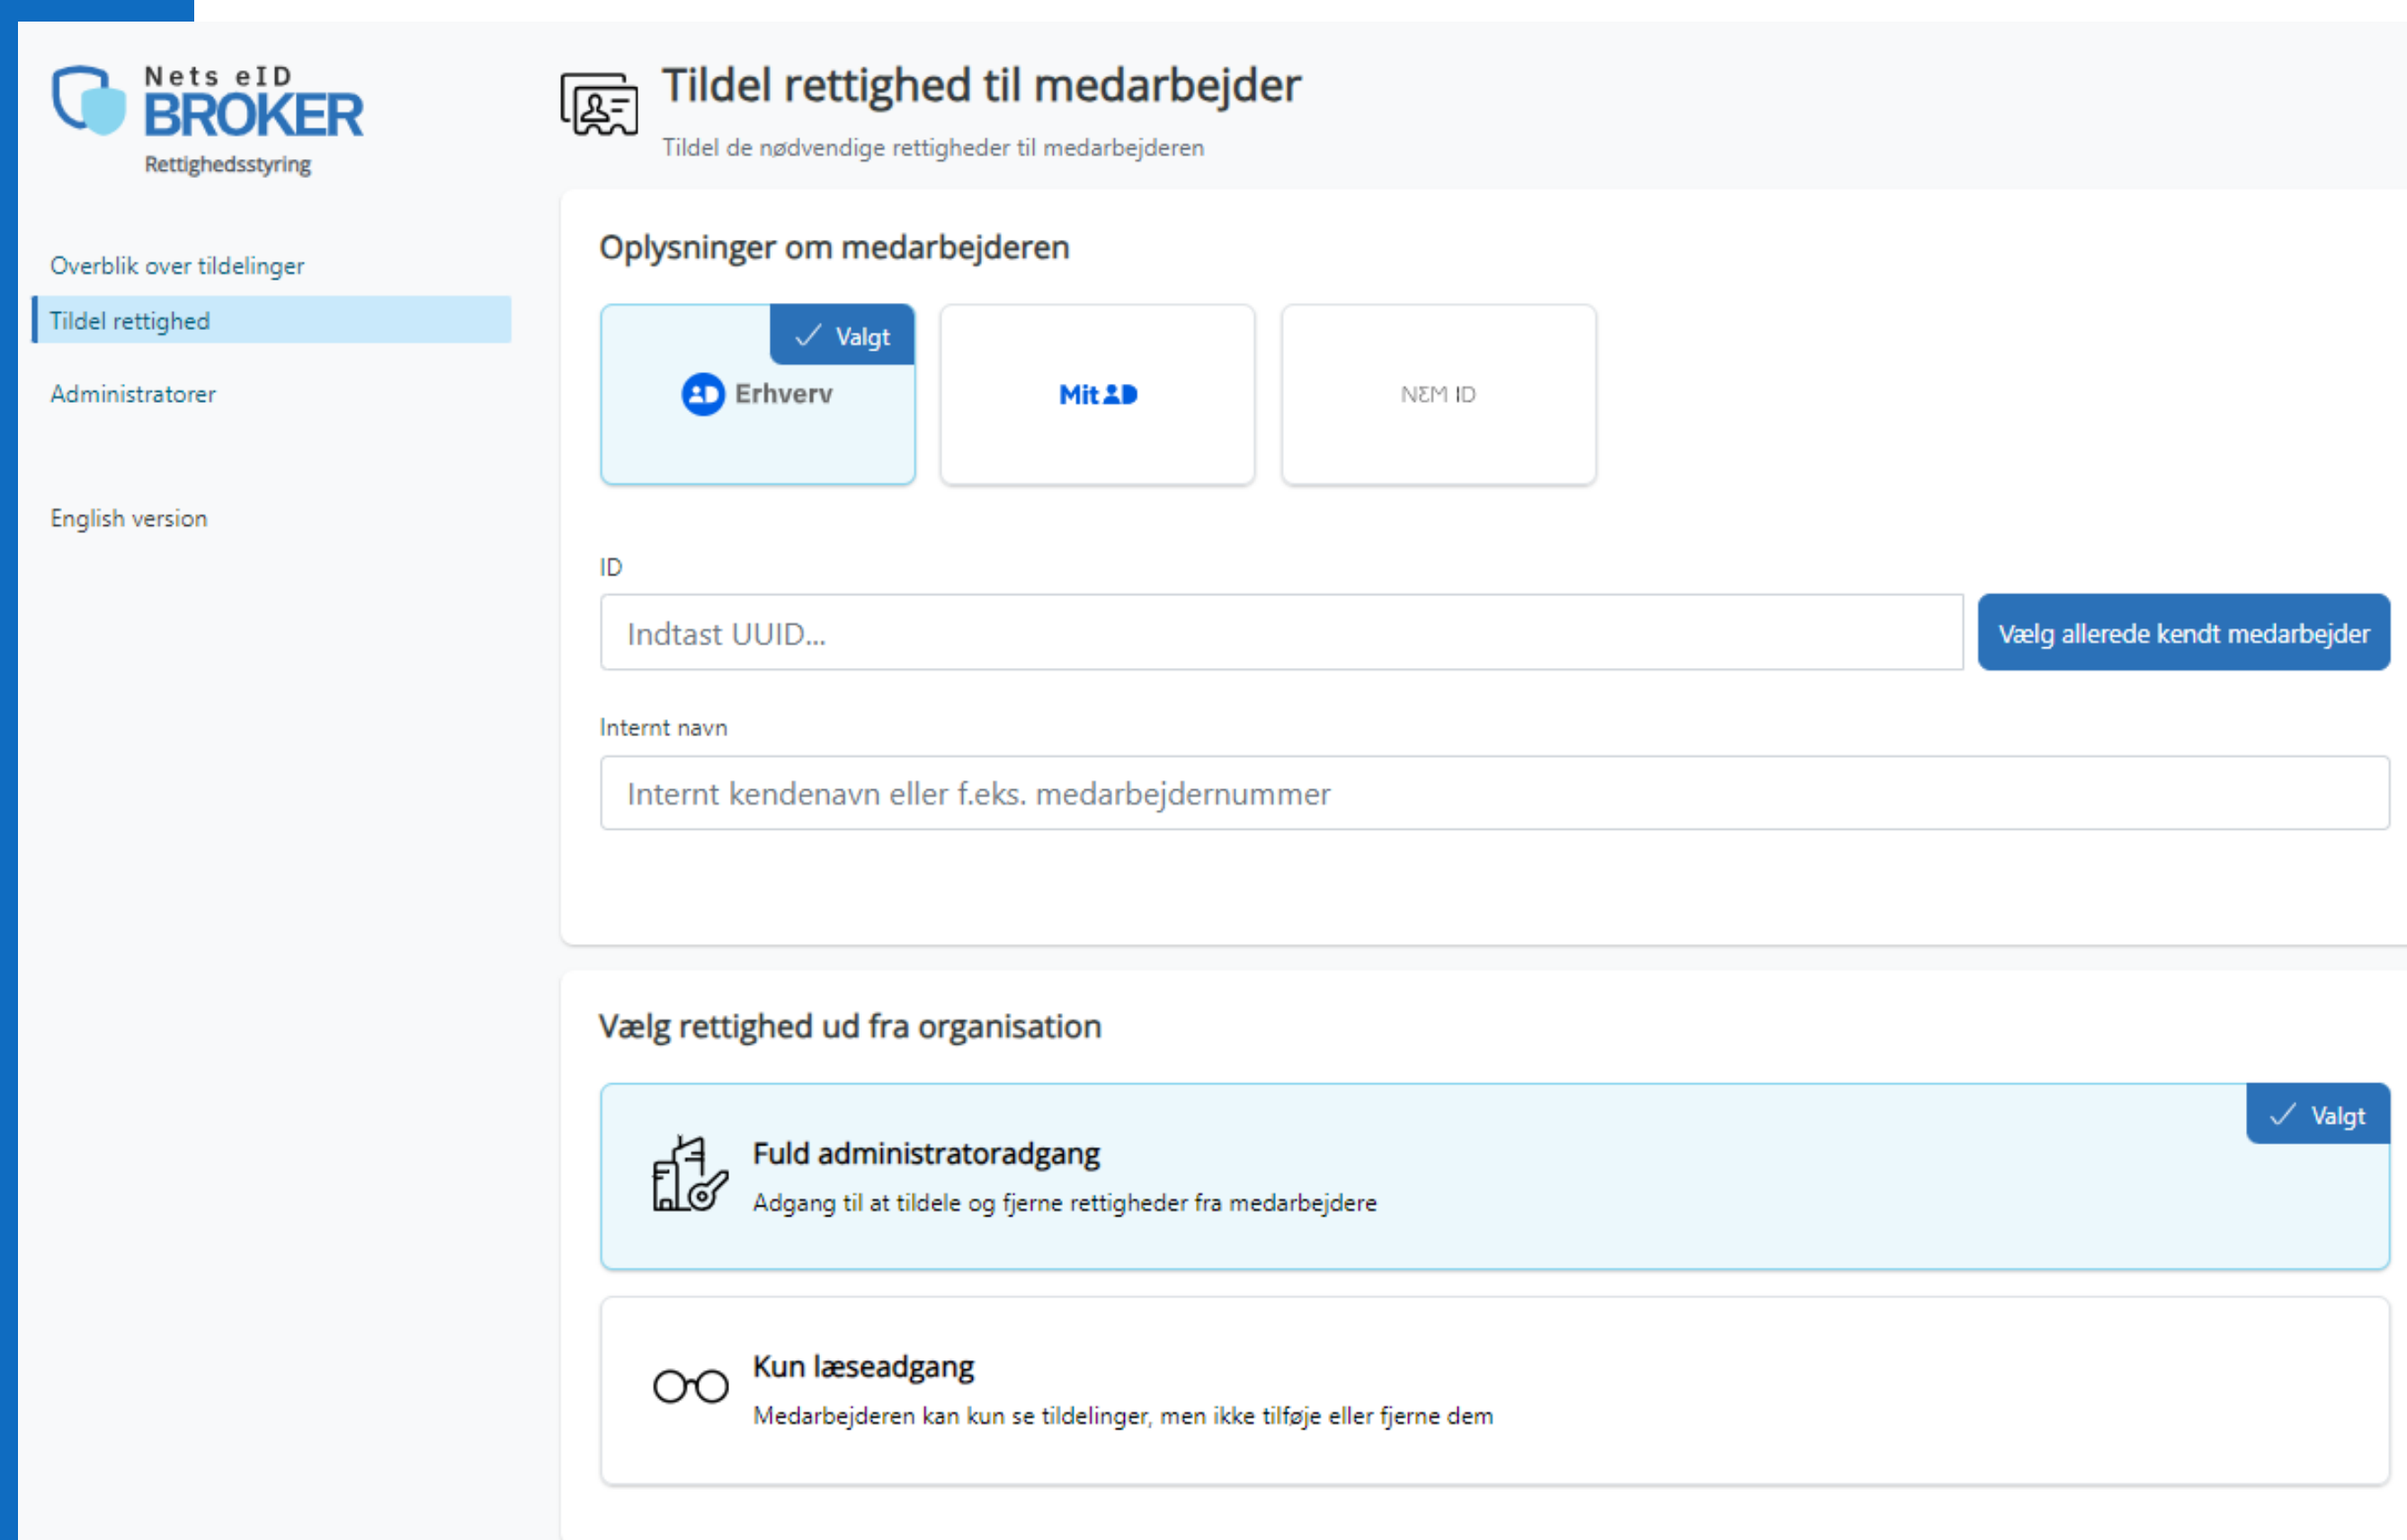 Nets eID
BROKER
Rettighedsstyring
Overblik over tildelinger
Tildel rettighed
Administratorer
English version
Tildel rettighed til medarbejder
Tildel de nødvendige rettigheder til medarbejderen
Oplysninger om medarbejderen
Valgt
Erhverv
Mit
NEM ID
ID
Indtast UUID...
Vælg allerede kendt medarbejder
Internt navn
Internt kendenavn eller f.eks. medarbejdernummer
Vælg rettighed ud fra organisation
Valgt
Fuld administratoradgang
Adgang til at tildele og fjerne rettigheder fra medarbejdere
Kun læseadgang
Medarbejderen kan kun se tildelinger, men ikke tilføje eller fjerne dem